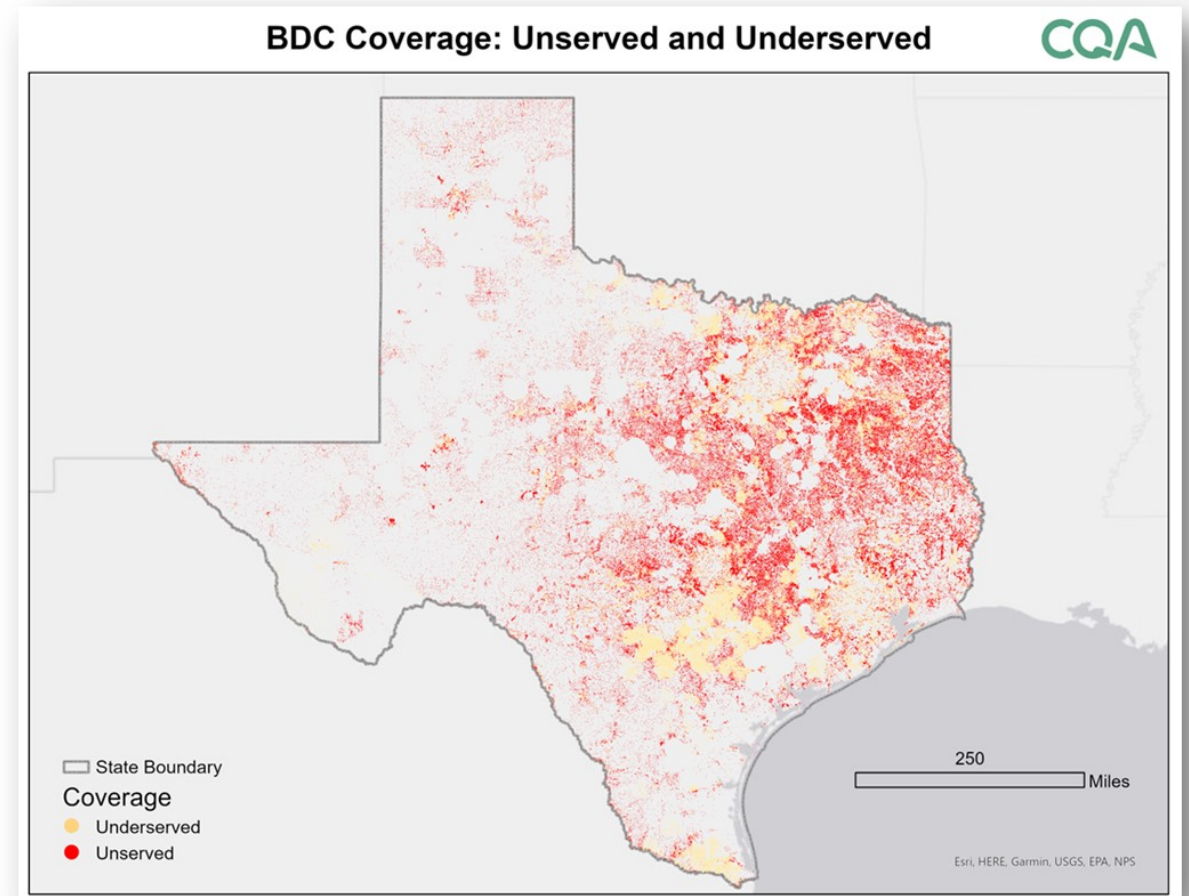 BDC Coverage: Unserved and Underserved
CQA
State Boundary
Coverage
Underserved
Unserved
250
Miles
Esri, HERE, Garmin, USGS, EPA, NPS